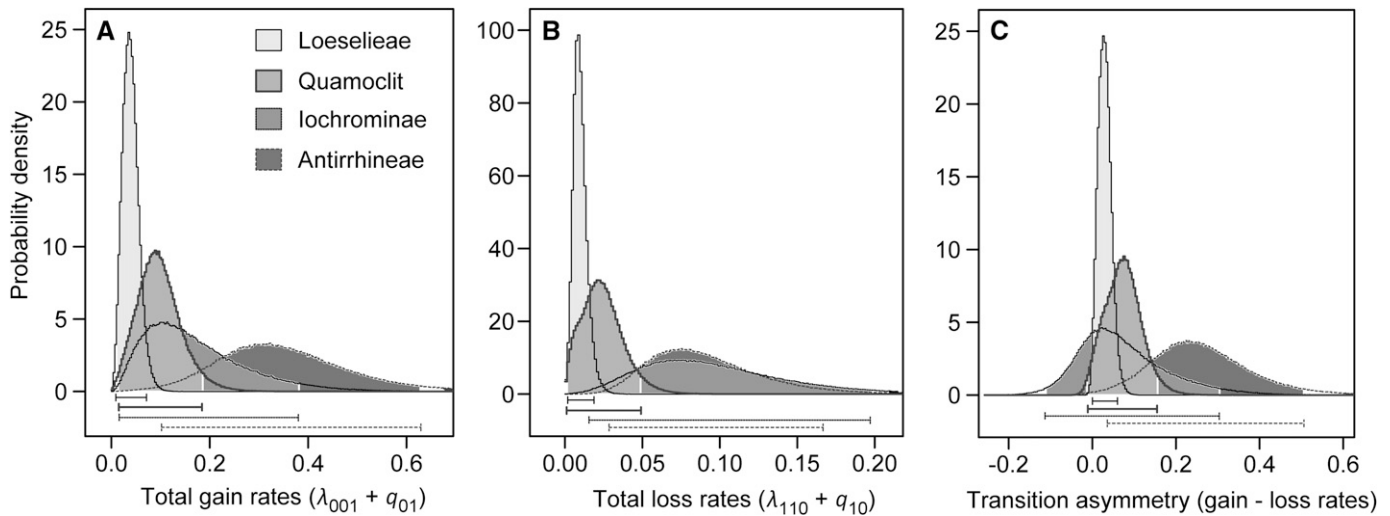 A
B
C
Loeselieae
Quamoclit
Iochrominae
Antirrhineae
Probability density
25
20
15
10
5
0
0.0 0.2 0.4 0.6
Total gain rates (λ001 + q01)
100
80
60
40
20
0
0.00 0.05 0.10 0.15 0.20
Total loss rates (λ110 + q10)
25
20
15
10
5
0
-0.2 0.0 0.2 0.4 0.6
Transition asymmetry (gain - loss rates)